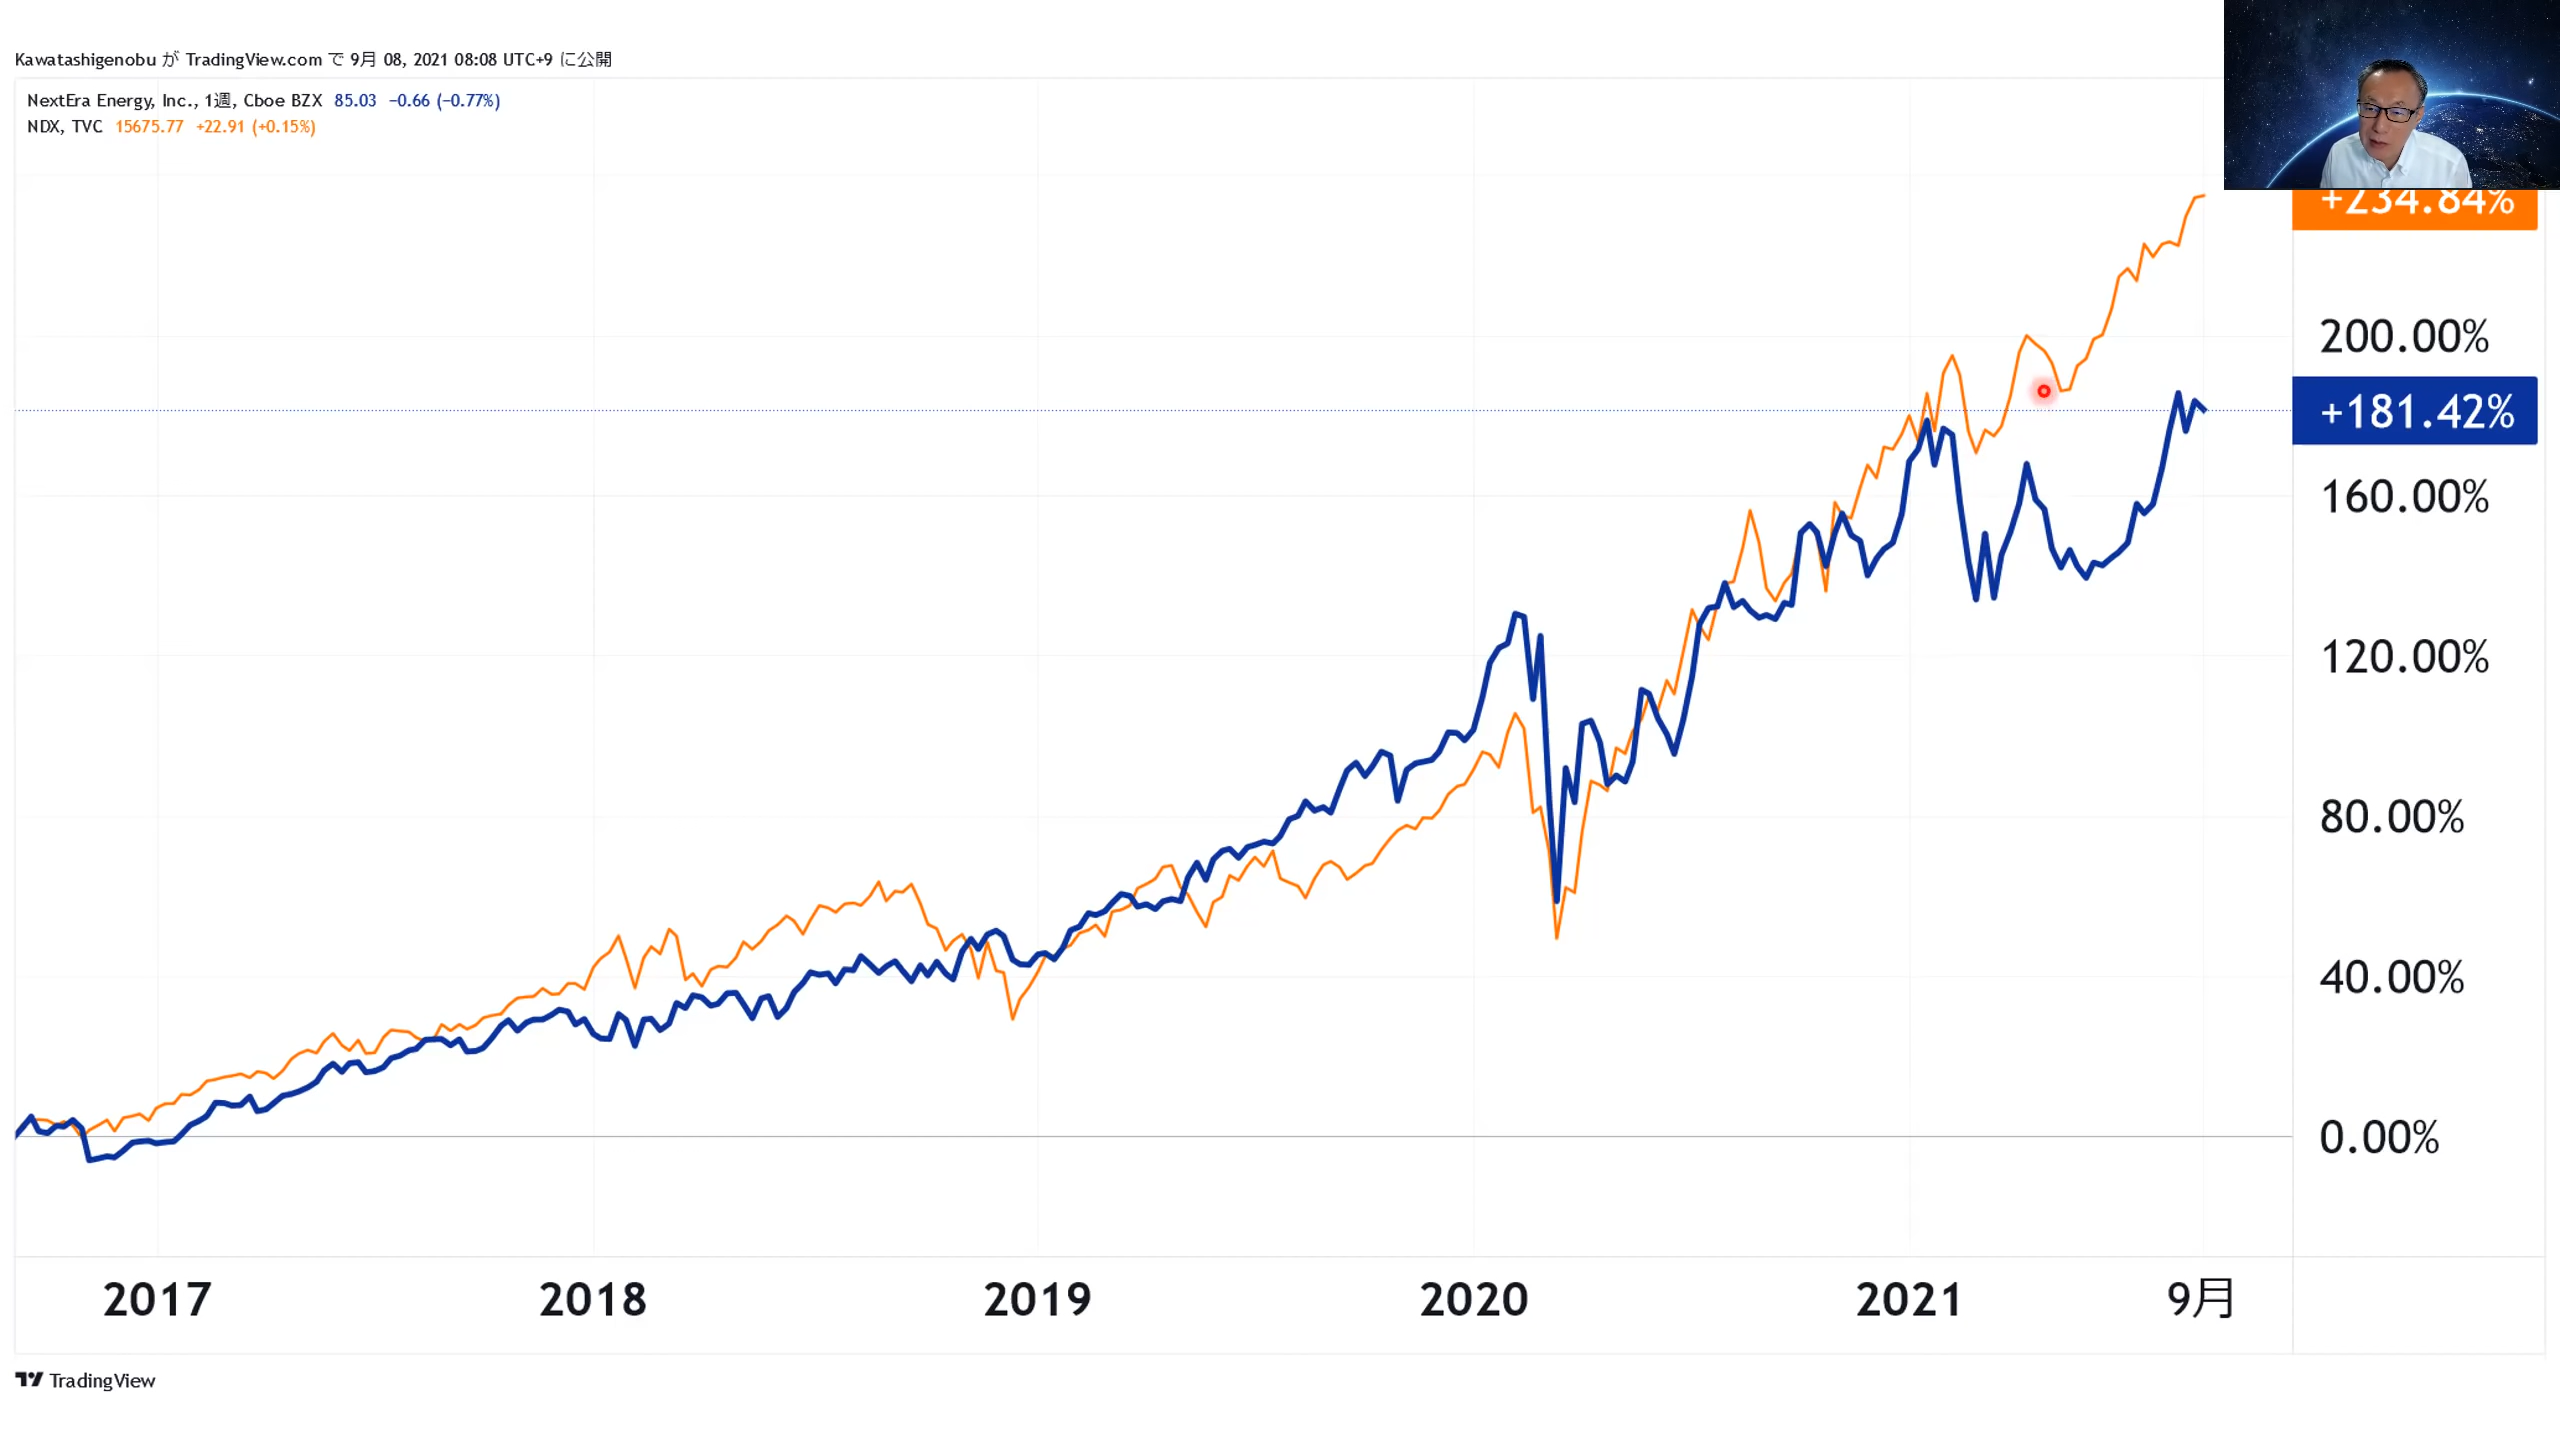 Kawatashigenobu が TradingView.com で 9月 08, 2021 08:08 UTC+9 に公開
NextEra Energy, Inc., 1週, Cboe BZX 85.03 −0.66 (−0.77%)
NDX, TVC 15675.77 +22.91 (+0.15%)
+234.84%
200.00%
+181.42%
160.00%
120.00%
80.00%
40.00%
0.00%
2017 2018 2019 2020 2021 9月
TradingView